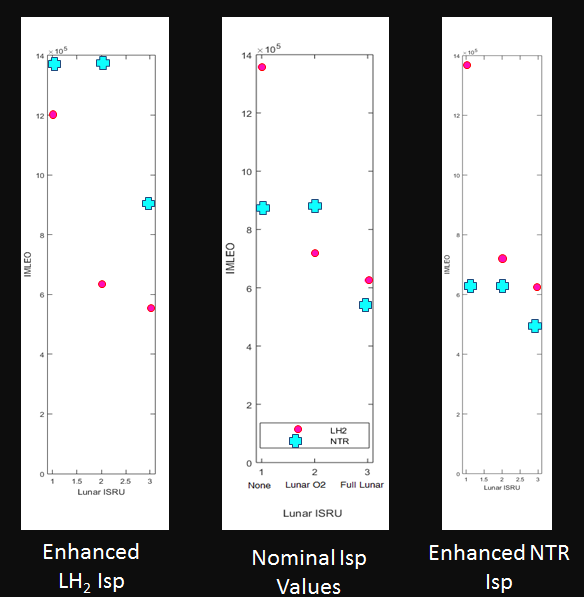 × 10⁵
14
12
10
8
6
4
2
0
IMLEO
1 1.5 2 2.5 3
Lunar ISRU
Enhanced
LH₂ Isp
× 10⁵
14
12
10
8
6
4
2
0
IMLEO
LH2
NTR
1 2 3
None Lunar O2 Full Lunar
Lunar ISRU
Nominal Isp
Values
× 10⁵
14
12
10
8
6
4
2
0
IMLEO
1 1.5 2 2.5 3
Lunar ISRU
Enhanced NTR
Isp